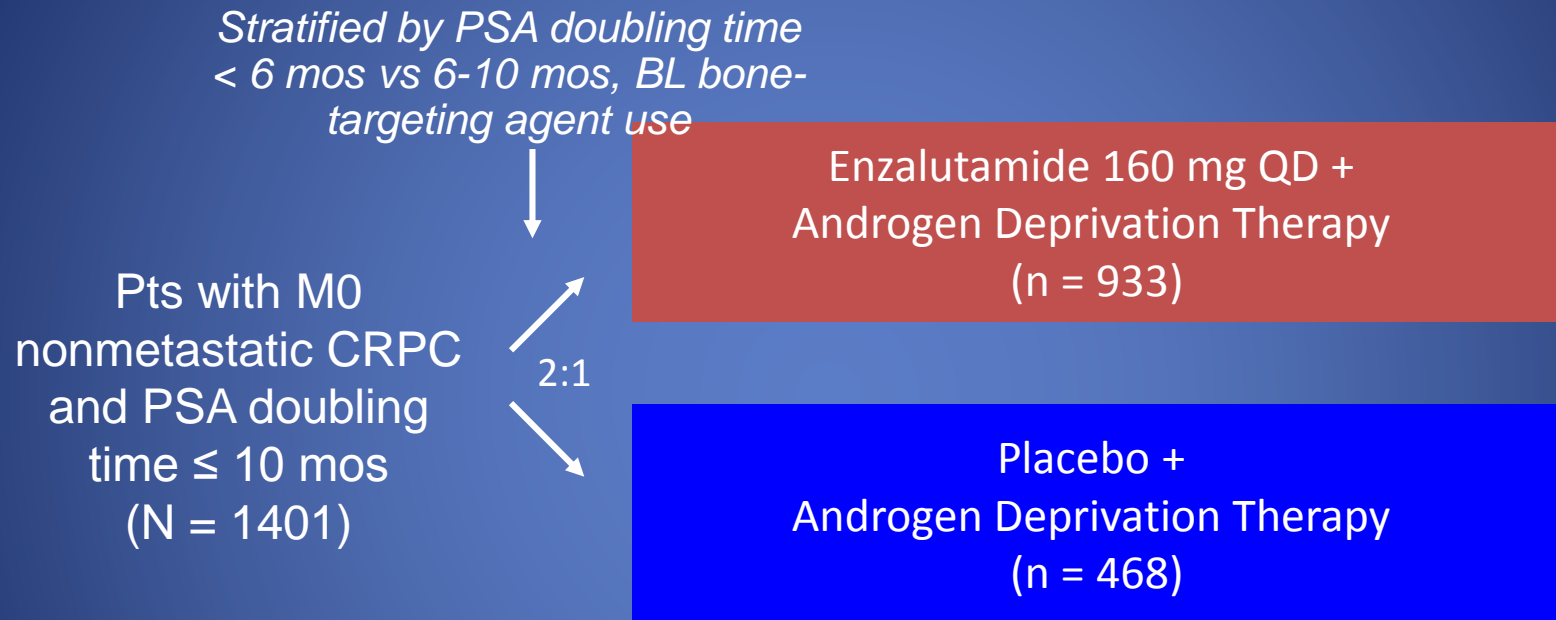 Stratified by PSA doubling time
< 6 mos vs 6-10 mos, BL bone-
targeting agent use
Pts with M0
nonmetastatic CRPC
and PSA doubling
time ≤ 10 mos
(N = 1401)
2:1
Enzalutamide 160 mg QD +
Androgen Deprivation Therapy
(n = 933)
Placebo +
Androgen Deprivation Therapy
(n = 468)